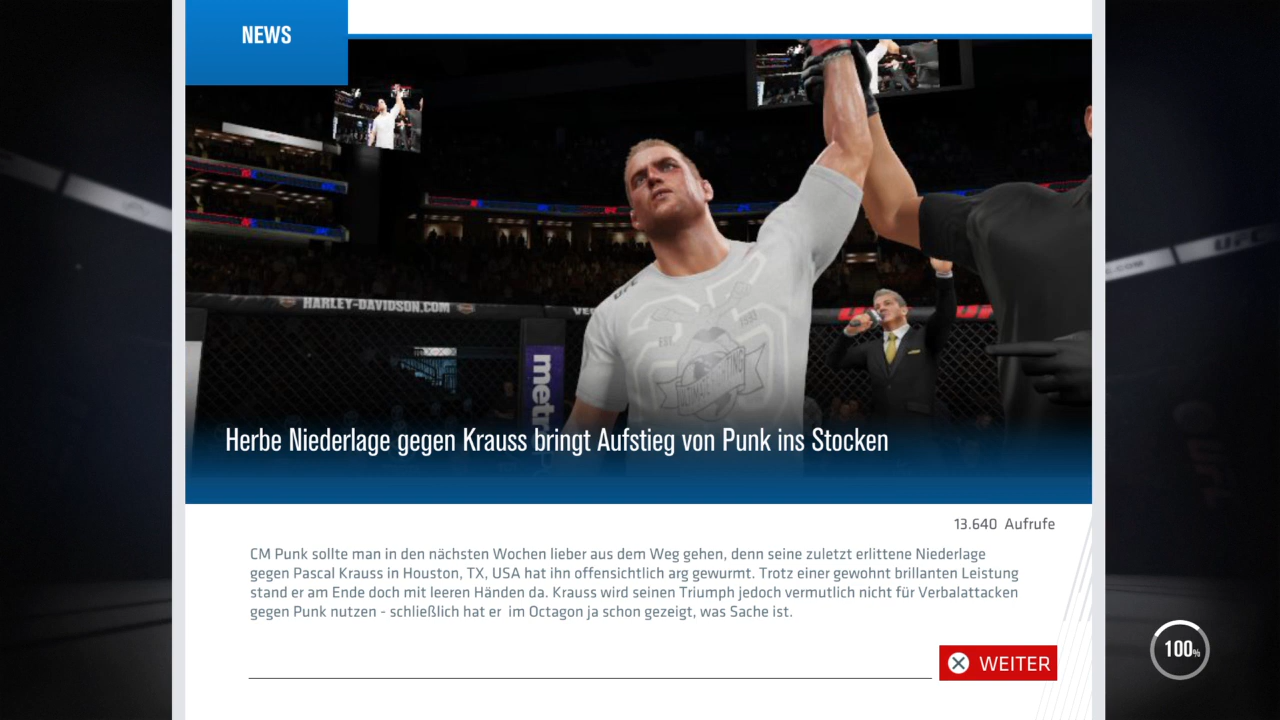 NEWS
HARLEY-DAVIDSON.COM
UFC
EST.
1993
metr
Herbe Niederlage gegen Krauss bringt Aufstieg von Punk ins Stocken
13.640 Aufrufe
CM Punk sollte man in den nächsten Wochen lieber aus dem Weg gehen, denn seine zuletzt erlittene Niederlage
gegen Pascal Krauss in Houston, TX, USA hat ihn offensichtlich arg gewurmt. Trotz einer gewohnt brillanten Leistung
stand er am Ende doch mit leeren Händen da. Krauss wird seinen Triumph jedoch vermutlich nicht für Verbalattacken
gegen Punk nutzen - schließlich hat er im Octagon ja schon gezeigt, was Sache ist.
WEITER
100%